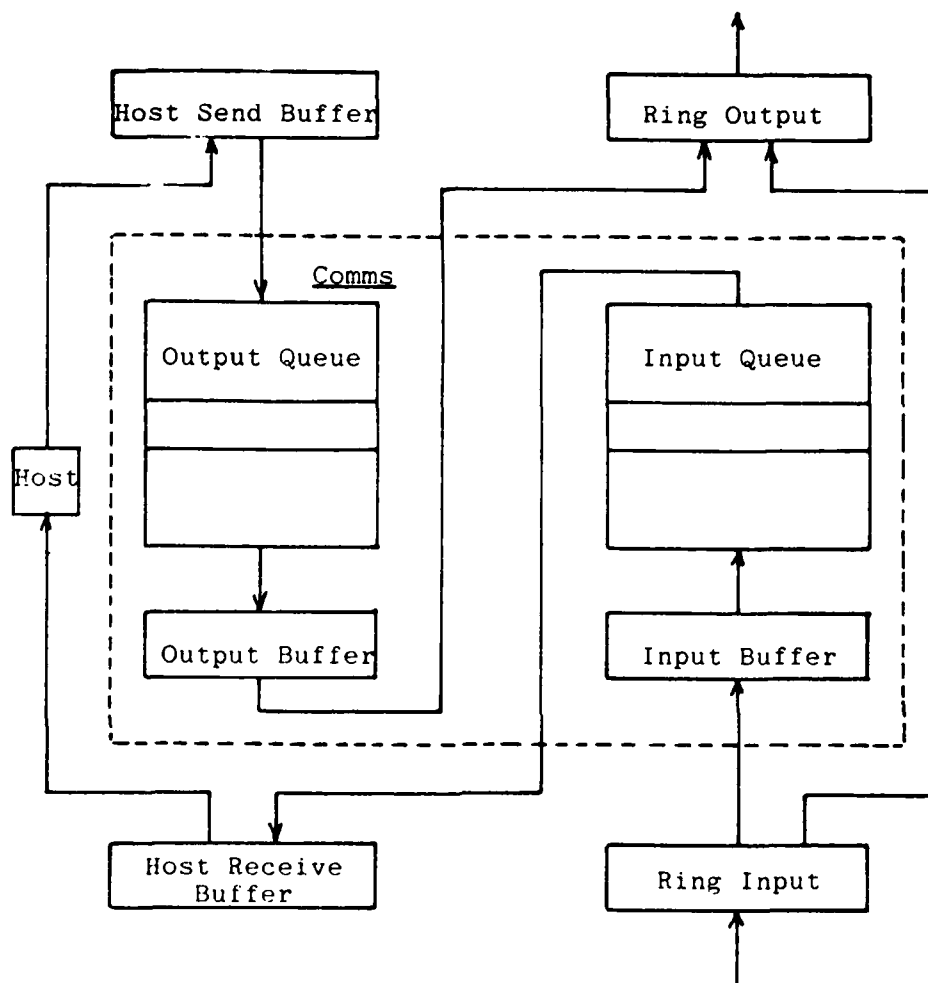 Host Send Buffer
Ring Output
Comms
Output Queue
Input Queue
Host
Output Buffer
Input Buffer
Host Receive
Buffer
Ring Input